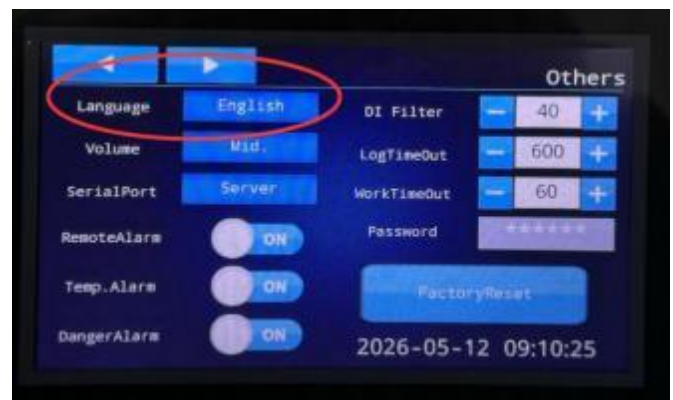 Others
Language English
Volume Mid.
SerialPort Server
RemoteAlarm ON
Temp.Alarm ON
DangerAlarm ON
DI Filter − 40 +
LogTimeOut − 600 +
WorkTimeOut − 60 +
Password ******
FactoryReset
2026-05-12 09:10:25